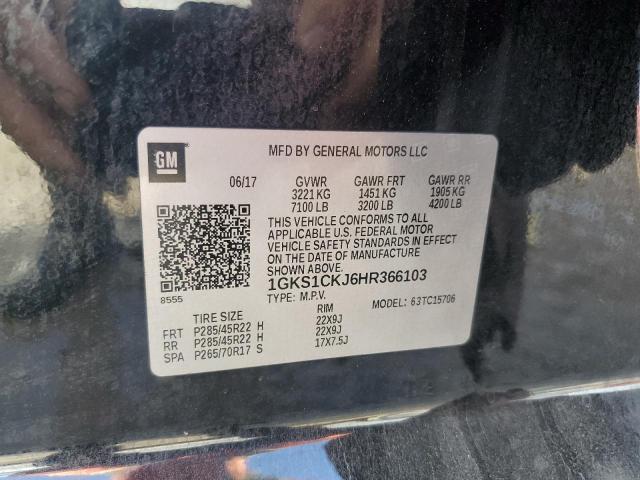 GM
MFD BY GENERAL MOTORS LLC
06/17 GVWR GAWR FRT GAWR RR
3221 KG 1451 KG 1905 KG
7100 LB 3200 LB 4200 LB
THIS VEHICLE CONFORMS TO ALL
APPLICABLE U.S. FEDERAL MOTOR
VEHICLE SAFETY STANDARDS IN EFFECT
ON THE DATE OF MANUFACTURE
SHOWN ABOVE.
1GKS1CKJ6HR366103
8555
TYPE: M.P.V. 63TC15706
TIRE SIZE RIM
FRT P285/45R22 H 22X9J
RR P285/45R22 H 22X9J
SPA P265/70R17 S 17X7.5J